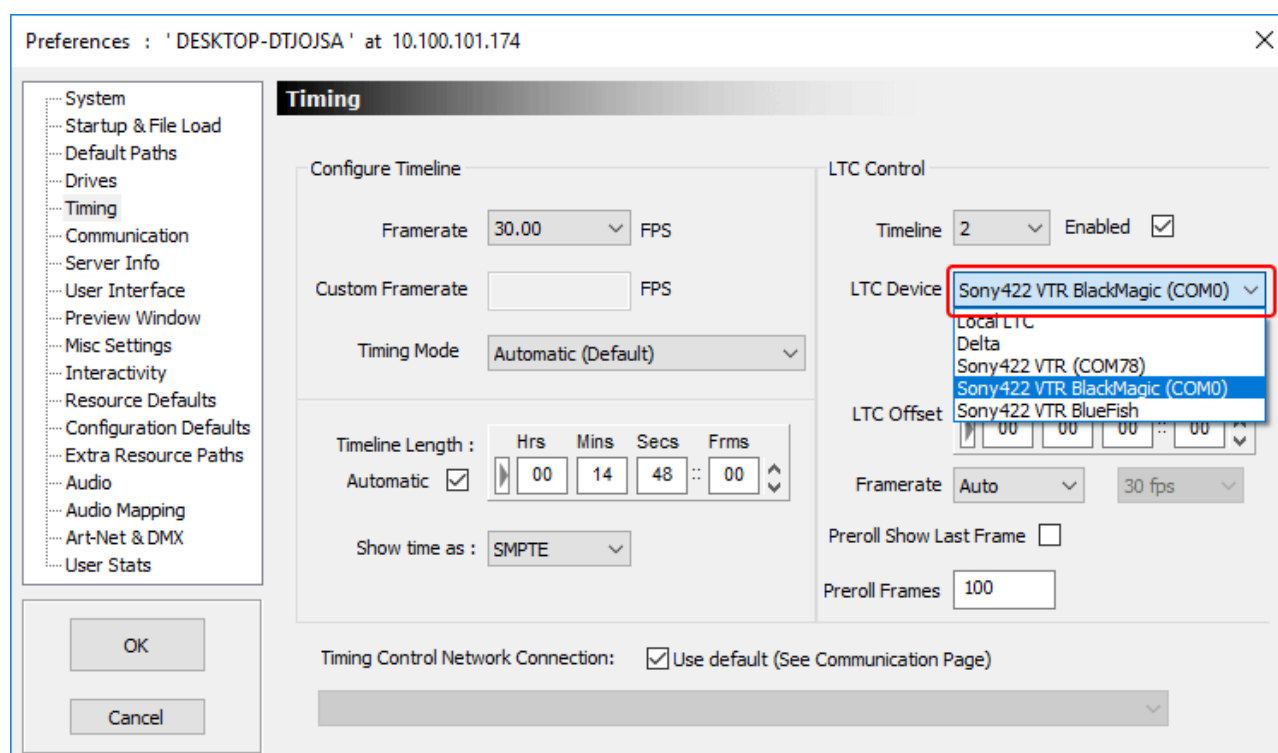 Preferences : 'DESKTOP-DTJOJSA' at 10.100.101.174
System
Startup & File Load
Default Paths
Drives
Timing
Communication
Server Info
User Interface
Preview Window
Misc Settings
Interactivity
Resource Defaults
Configuration Defaults
Extra Resource Paths
Audio
Audio Mapping
Art-Net & DMX
User Stats
OK
Cancel
Timing
Configure Timeline
Framerate 30.00 FPS
Custom Framerate FPS
Timing Mode Automatic (Default)
Timeline Length : Hrs Mins Secs Frms
Automatic 00 14 48 :: 00
Show time as : SMPTE
LTC Control
Timeline 2 Enabled
LTC Device Sony422 VTR BlackMagic (COM0)
Local LTC
Delta
Sony422 VTR (COM78)
Sony422 VTR BlackMagic (COM0)
Sony422 VTR BlueFish
LTC Offset 00 00 00 :: 00
Framerate Auto 30 fps
Preroll Show Last Frame
Preroll Frames 100
Timing Control Network Connection: Use default (See Communication Page)